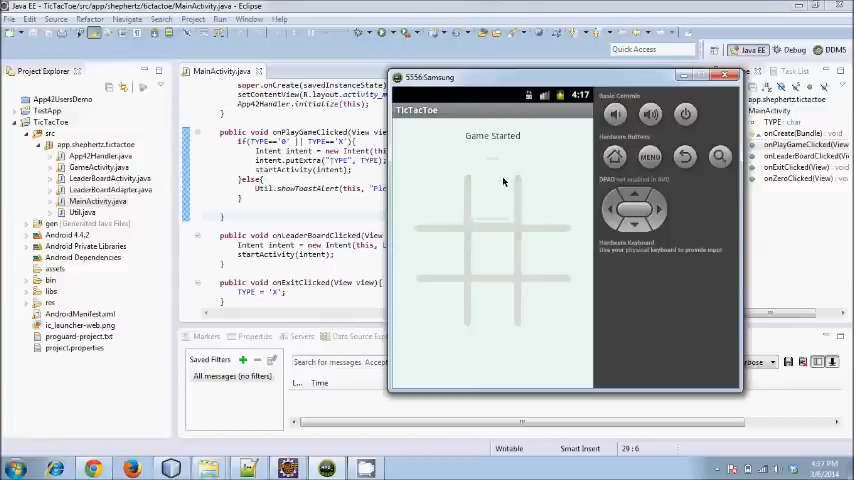 Java EE - TicTacToe/src/app/shephertz/tictactoe/MainActivity.java - Eclipse
File Edit Source Refactor Navigate Search Project Run Window Help
Quick Access
Java EE
Debug
DDMS
Project Explorer
App42UsersDemo
TestApp
TicTacToe
src
app.shephertz.tictactoe
App42Handler.java
GameActivity.java
LeaderBoardActivity.java
LeaderBoardAdapter.java
MainActivity.java
Util.java
gen [Generated Java Files]
Android 4.4.2
Android Private Libraries
Android Dependencies
assets
bin
libs
res
AndroidManifest.xml
ic_launcher-web.png
proguard-project.txt
project.properties
MainActivity.java
super.onCreate(savedInstanceState)
setContentView(R.layout.activity_m
App42Handler.initialize(this);
}
public void onPlayGameClicked(View view
if(TYPE=='0' || TYPE=='X'){
Intent intent = new Intent(thi
intent.putExtra("TYPE", TYPE);
startActivity(intent);
}else{
Util.showToastAlert(this, "Ple
}
}
public void onLeaderBoardClicked(View v
Intent intent = new Intent(this, L
startActivity(intent);
}
public void onExitClicked(View view){
TYPE = 'X';
}
5556:Samsung
4:17
TicTacToe
Game Started
Basic Controls
Hardware Buttons
MENU
DPAD not enabled in AVD
Hardware Keyboard
Use your physical keyboard to provide input
Task List
app.shephertz.tictactoe
MainActivity
TYPE : char
onCreate(Bundle) :
onPlayGameClicked(View
onLeaderBoardClicked(V
onExitClicked(View) :
onZeroClicked(View) :
Markers Properties Servers Data Source Expl
Saved Filters
All messages (no filters)
Search for messages. Accept
L... Time
Writable
Smart Insert
29 : 6
4:37 PM
3/6/2014